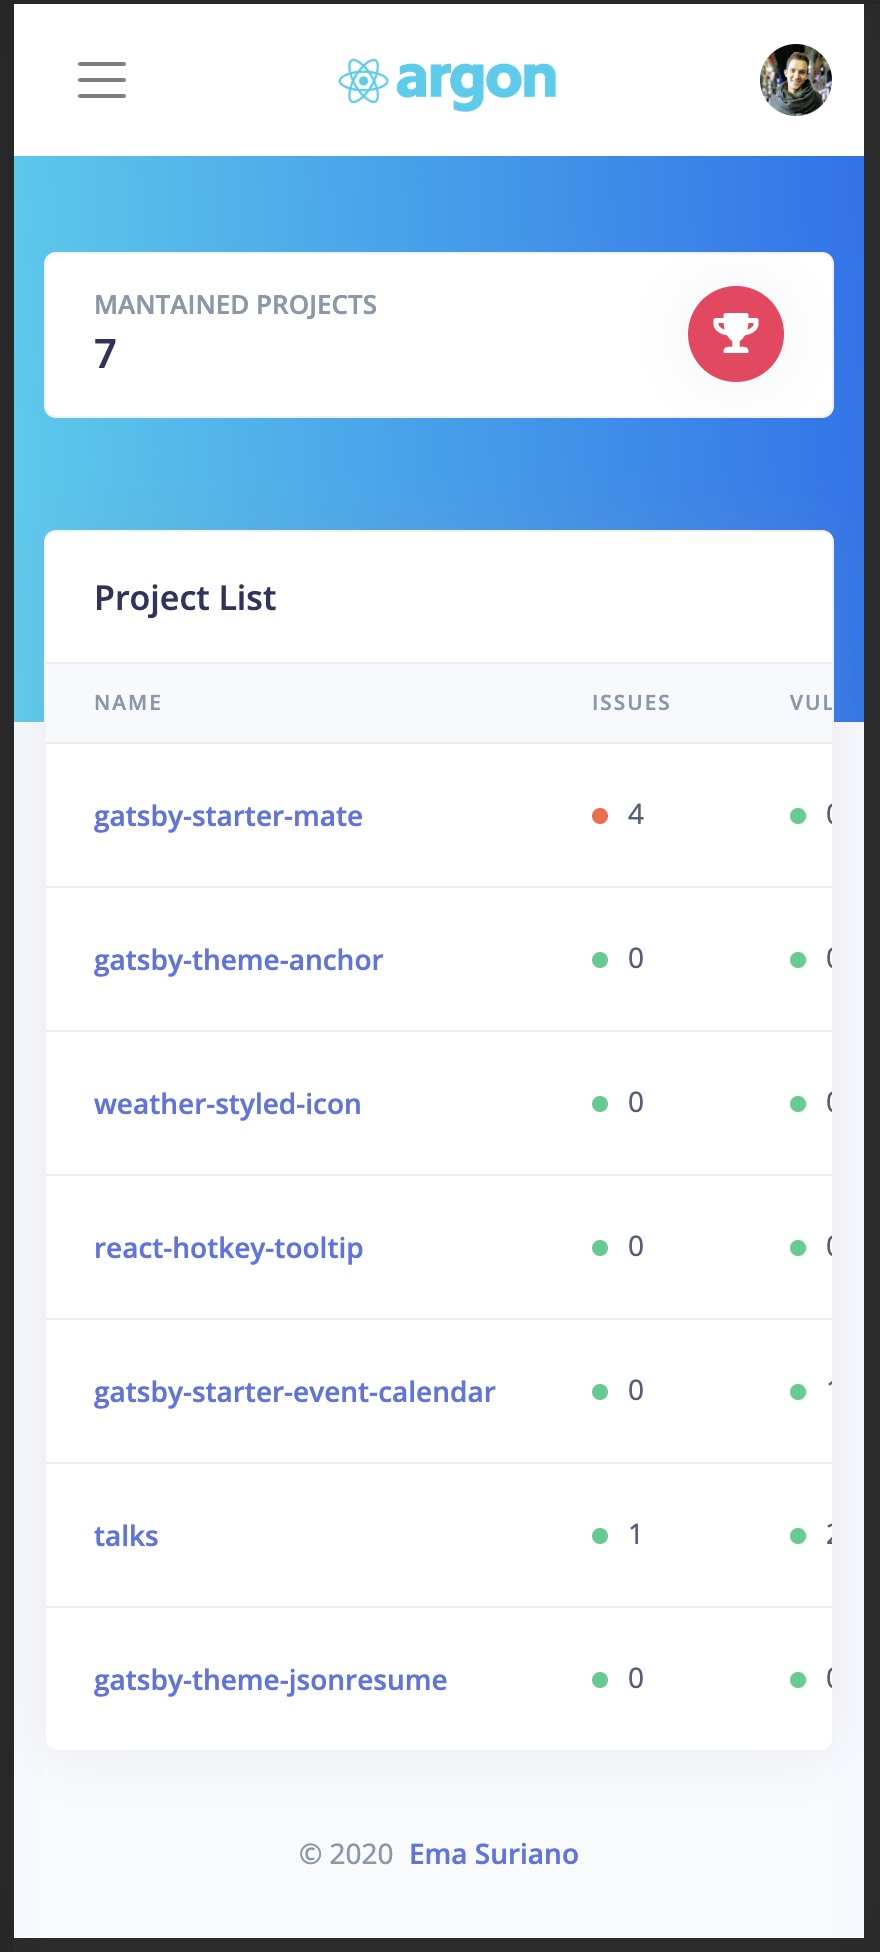 argon
MANTAINED PROJECTS
7
Project List
NAME ISSUES
gatsby-starter-mate 4
gatsby-theme-anchor 0
weather-styled-icon 0
react-hotkey-tooltip 0
gatsby-starter-event-calendar 0
talks 1
gatsby-theme-jsonresume 0
© 2020 Ema Suriano